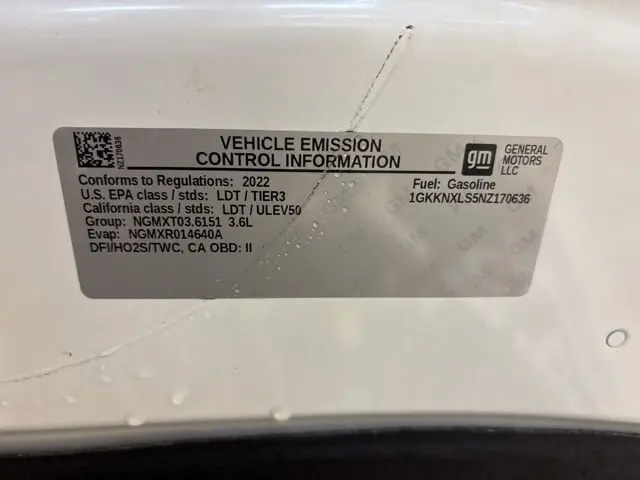 NZ170636
VEHICLE EMISSION
CONTROL INFORMATION
gm
GENERAL
MOTORS
LLC
Conforms to Regulations: 2022
U.S. EPA class / stds: LDT / TIER3
California class / stds: LDT / ULEV50
Group: NGMXT03.6151 3.6L
Evap: NGMXR014640A
DFI/HO2S/TWC, CA OBD: II
Fuel: Gasoline
1GKKNXLS5NZ170636